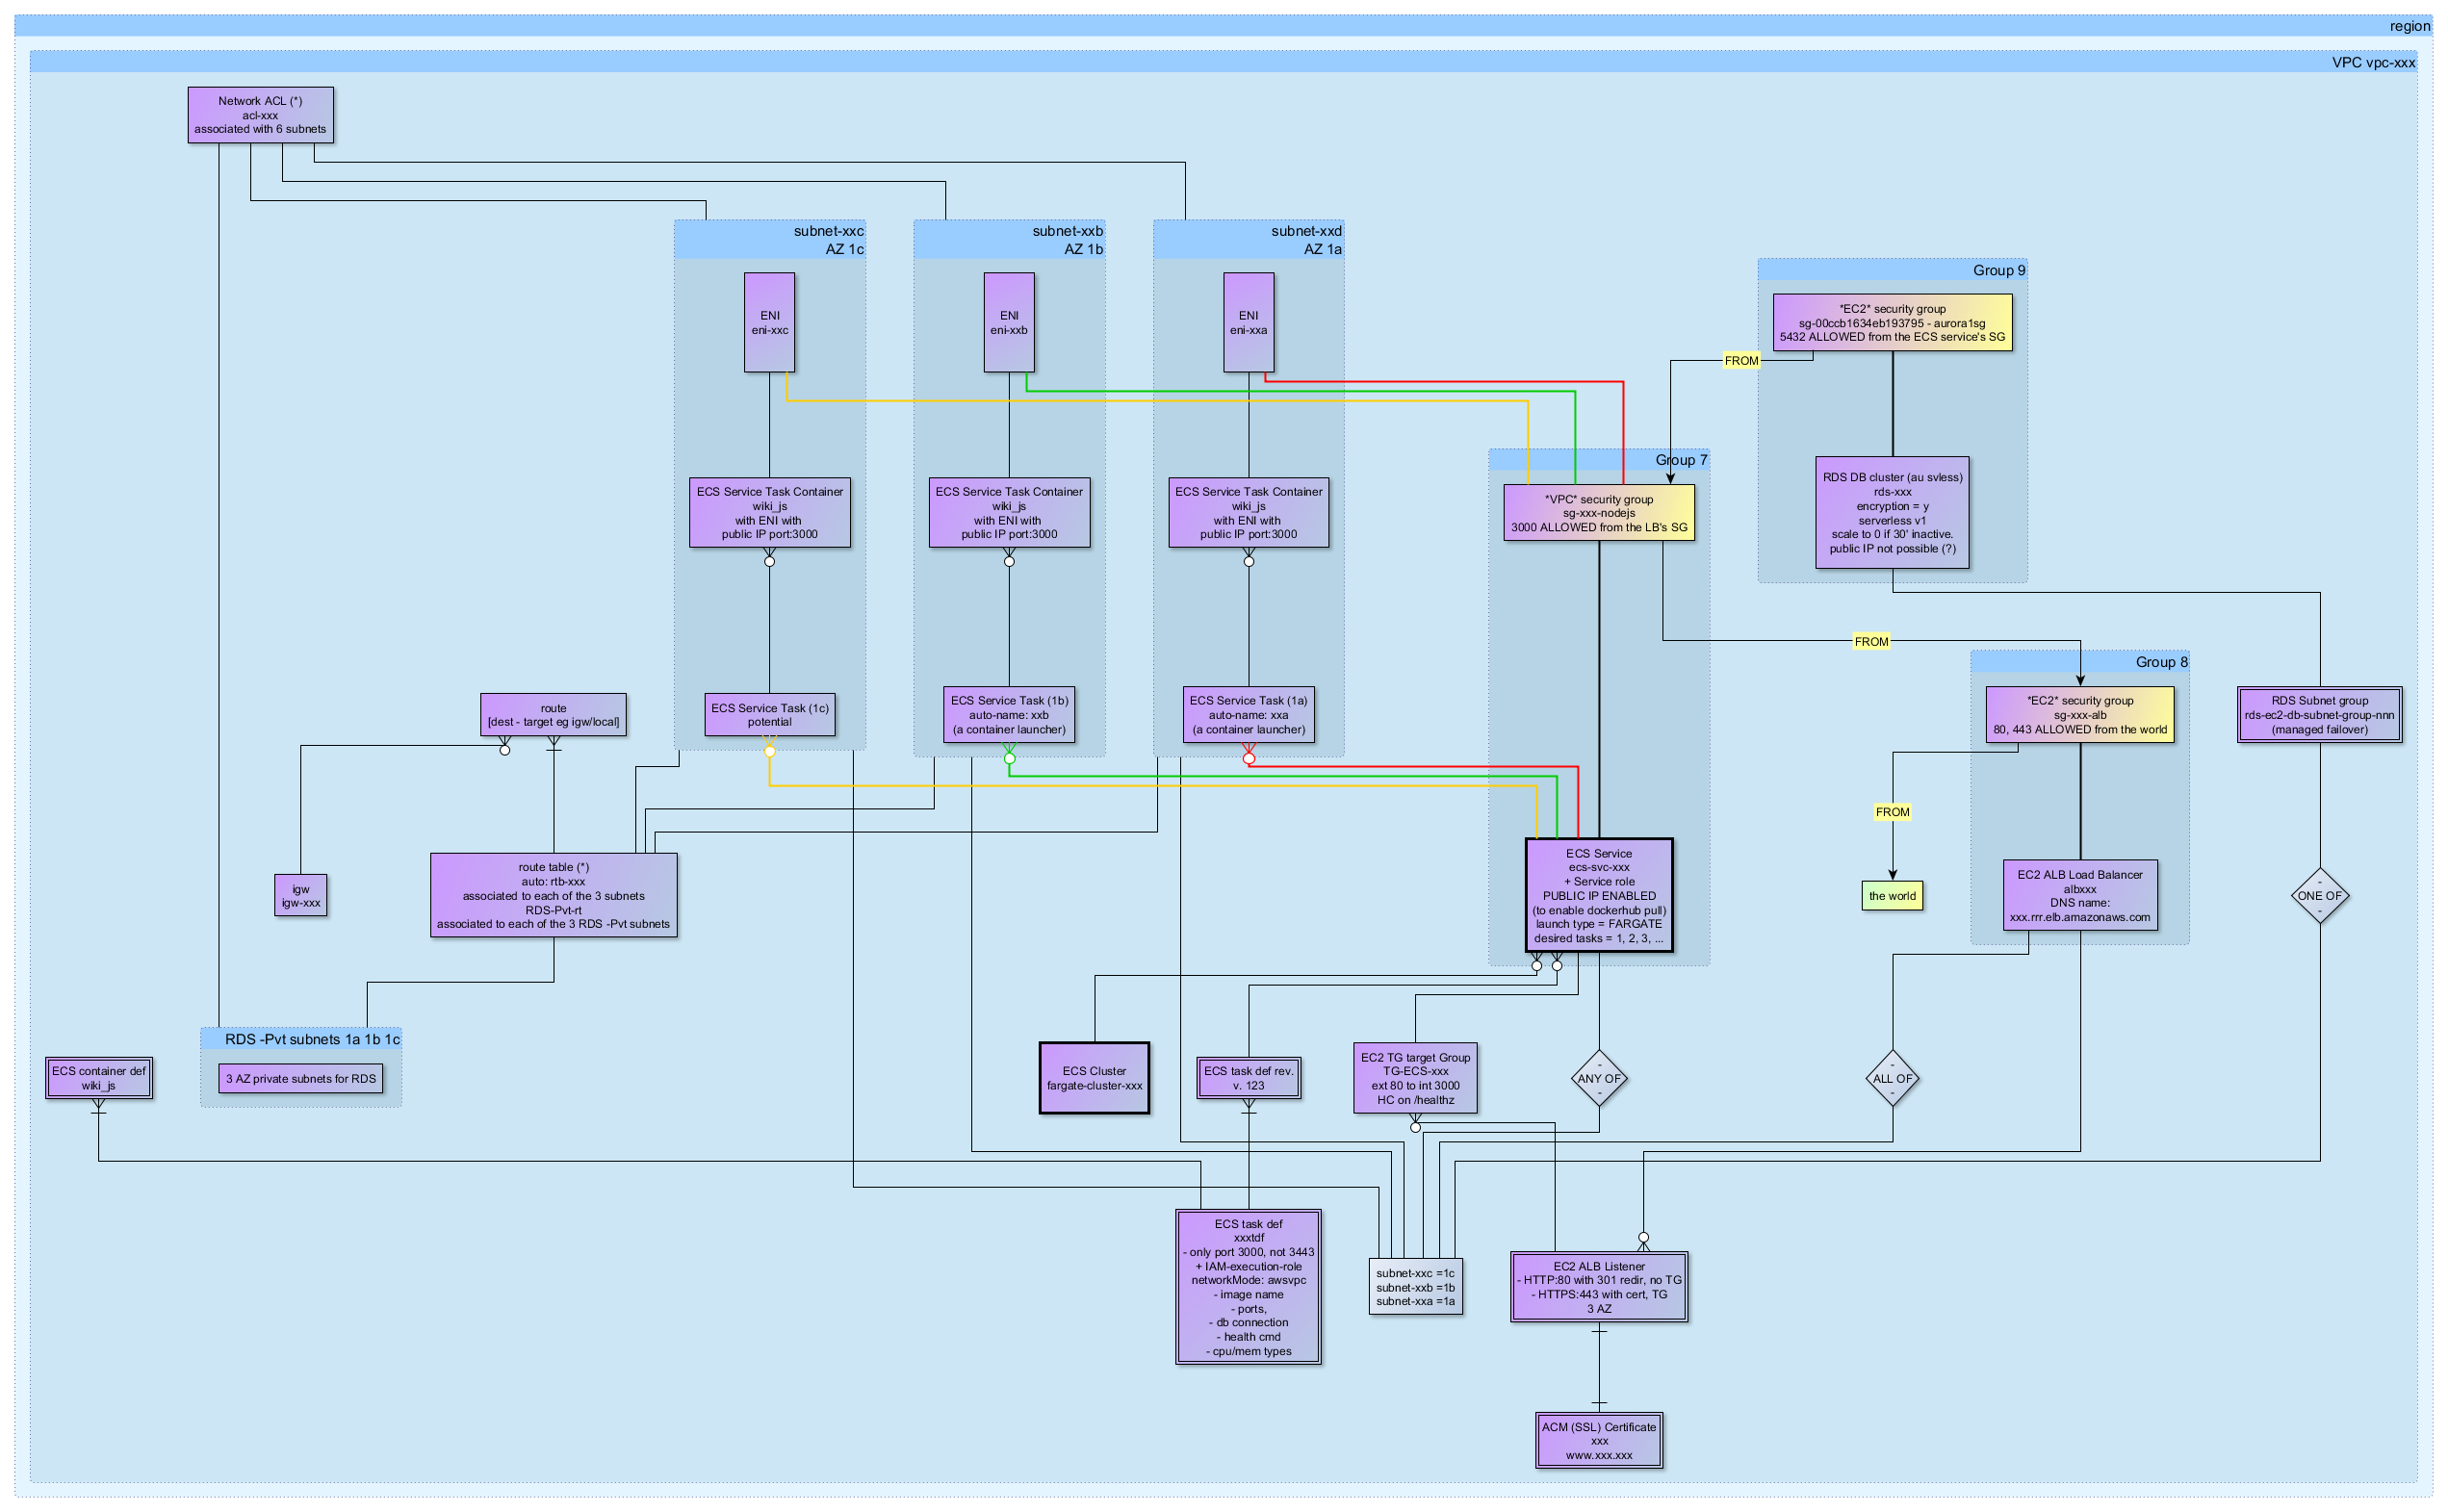 region
VPC vpc-xxx
Network ACL (*)
acl-xxx
associated with 6 subnets
subnet-xxc
AZ 1c
subnet-xxb
AZ 1b
subnet-xxd
AZ 1a
ENI
eni-xxc
ENI
eni-xxb
ENI
eni-xxa
Group 9
*EC2* security group
sg-00ccb1634eb193795 - aurora1sg
5432 ALLOWED from the ECS service's SG
FROM
Group 7
*VPC* security group
sg-xxx-nodejs
3000 ALLOWED from the LB's SG
RDS DB cluster (au svless)
rds-xxx
encryption = y
serverless v1
scale to 0 if 30' inactive.
public IP not possible (?)
ECS Service Task Container
wiki_js
with ENI with
public IP port:3000
ECS Service Task Container
wiki_js
with ENI with
public IP port:3000
ECS Service Task Container
wiki_js
with ENI with
public IP port:3000
FROM
Group 8
*EC2* security group
sg-xxx-alb
80, 443 ALLOWED from the world
RDS Subnet group
rds-ec2-db-subnet-group-nnn
(managed failover)
route
[dest - target eg igw/local]
ECS Service Task (1c)
potential
ECS Service Task (1b)
auto-name: xxb
(a container launcher)
ECS Service Task (1a)
auto-name: xxa
(a container launcher)
FROM
igw
igw-xxx
route table (*)
auto: rtb-xxx
associated to each of the 3 subnets
RDS-Pvt-rt
associated to each of the 3 RDS -Pvt subnets
ECS Service
ecs-svc-xxx
+ Service role
PUBLIC IP ENABLED
(to enable dockerhub pull)
launch type = FARGATE
desired tasks = 1, 2, 3, ...
the world
EC2 ALB Load Balancer
albxxx
DNS name:
xxx.rrr.elb.amazonaws.com
-
ONE OF
-
RDS -Pvt subnets 1a 1b 1c
3 AZ private subnets for RDS
ECS container def
wiki_js
ECS Cluster
fargate-cluster-xxx
ECS task def rev.
v. 123
EC2 TG target Group
TG-ECS-xxx
ext 80 to int 3000
HC on /healthz
-
ANY OF
-
-
ALL OF
-
ECS task def
xxxtdf
- only port 3000, not 3443
+ IAM-execution-role
networkMode: awsvpc
- image name
- ports,
- db connection
- health cmd
- cpu/mem types
subnet-xxc =1c
subnet-xxb =1b
subnet-xxa =1a
EC2 ALB Listener
- HTTP:80 with 301 redir, no TG
- HTTPS:443 with cert, TG
3 AZ
ACM (SSL) Certificate
xxx
www.xxx.xxx